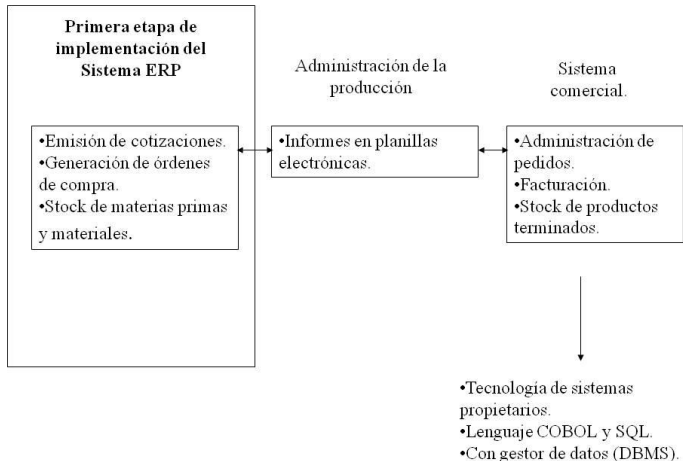 Primera etapa de
implementación del
Sistema ERP
•Emisión de cotizaciones.
•Generación de órdenes
de compra.
•Stock de materias primas
y materiales.
Administración de la
producción
•Informes en planillas
electrónicas.
Sistema
comercial.
•Administración de
pedidos.
•Facturación.
•Stock de productos
terminados.
•Tecnología de sistemas
propietarios.
•Lenguaje COBOL y SQL.
•Con gestor de datos (DBMS).